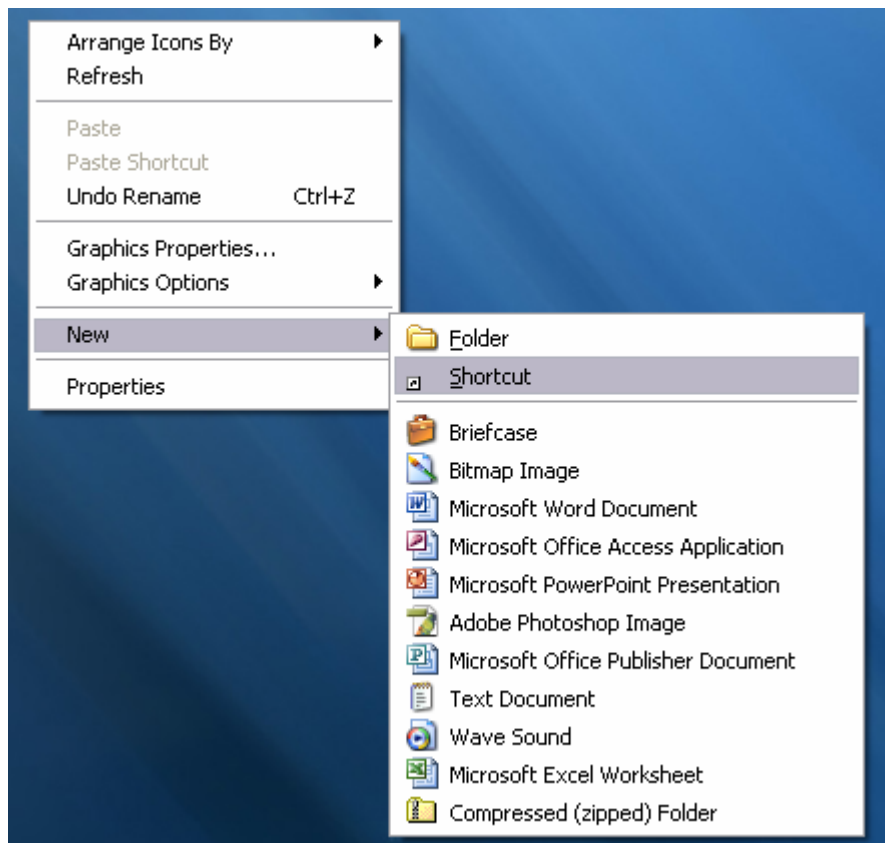 Arrange Icons By
Refresh
Paste
Paste Shortcut
Undo Rename Ctrl+Z
Graphics Properties...
Graphics Options
New
Properties
Folder
Shortcut
Briefcase
Bitmap Image
Microsoft Word Document
Microsoft Office Access Application
Microsoft PowerPoint Presentation
Adobe Photoshop Image
Microsoft Office Publisher Document
Text Document
Wave Sound
Microsoft Excel Worksheet
Compressed (zipped) Folder